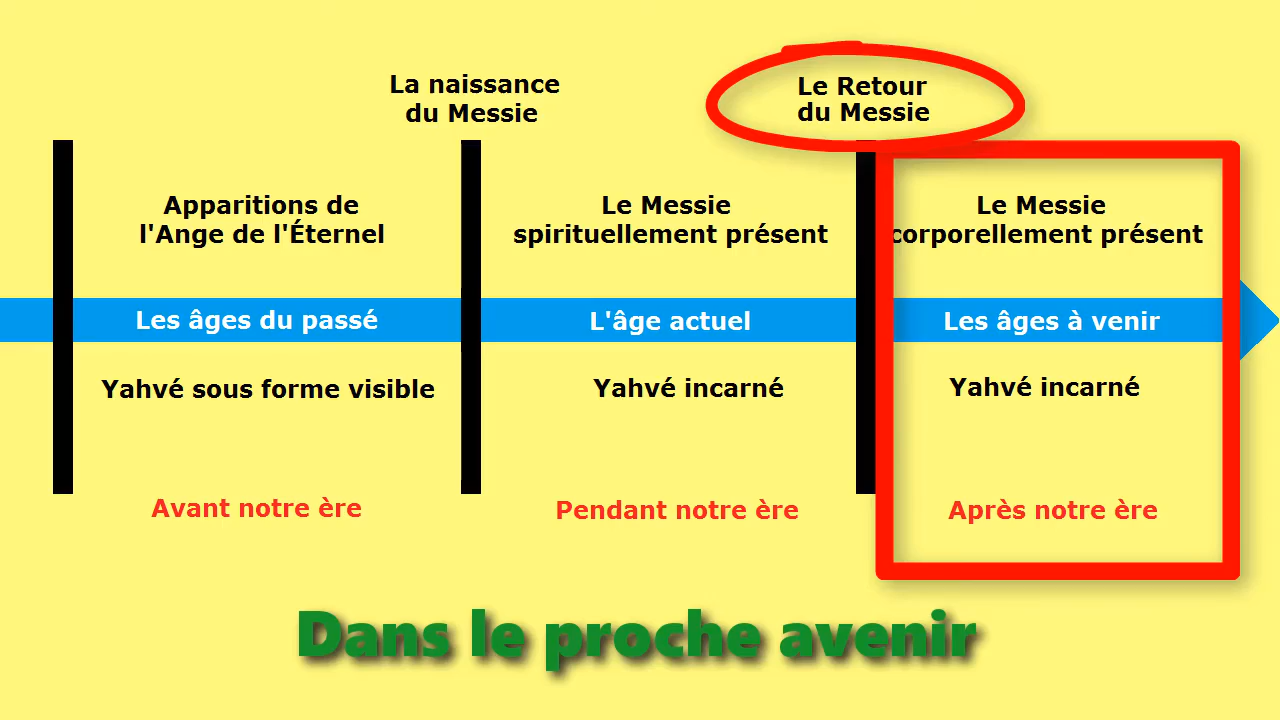 La naissance
du Messie
Le Retour
du Messie
Apparitions de
l'Ange de l'Éternel
Le Messie
spirituellement présent
Le Messie
corporellement présent
Les âges du passé
L'âge actuel
Les âges à venir
Yahvé sous forme visible
Yahvé incarné
Yahvé incarné
Avant notre ère
Pendant notre ère
Après notre ère
Dans le proche avenir